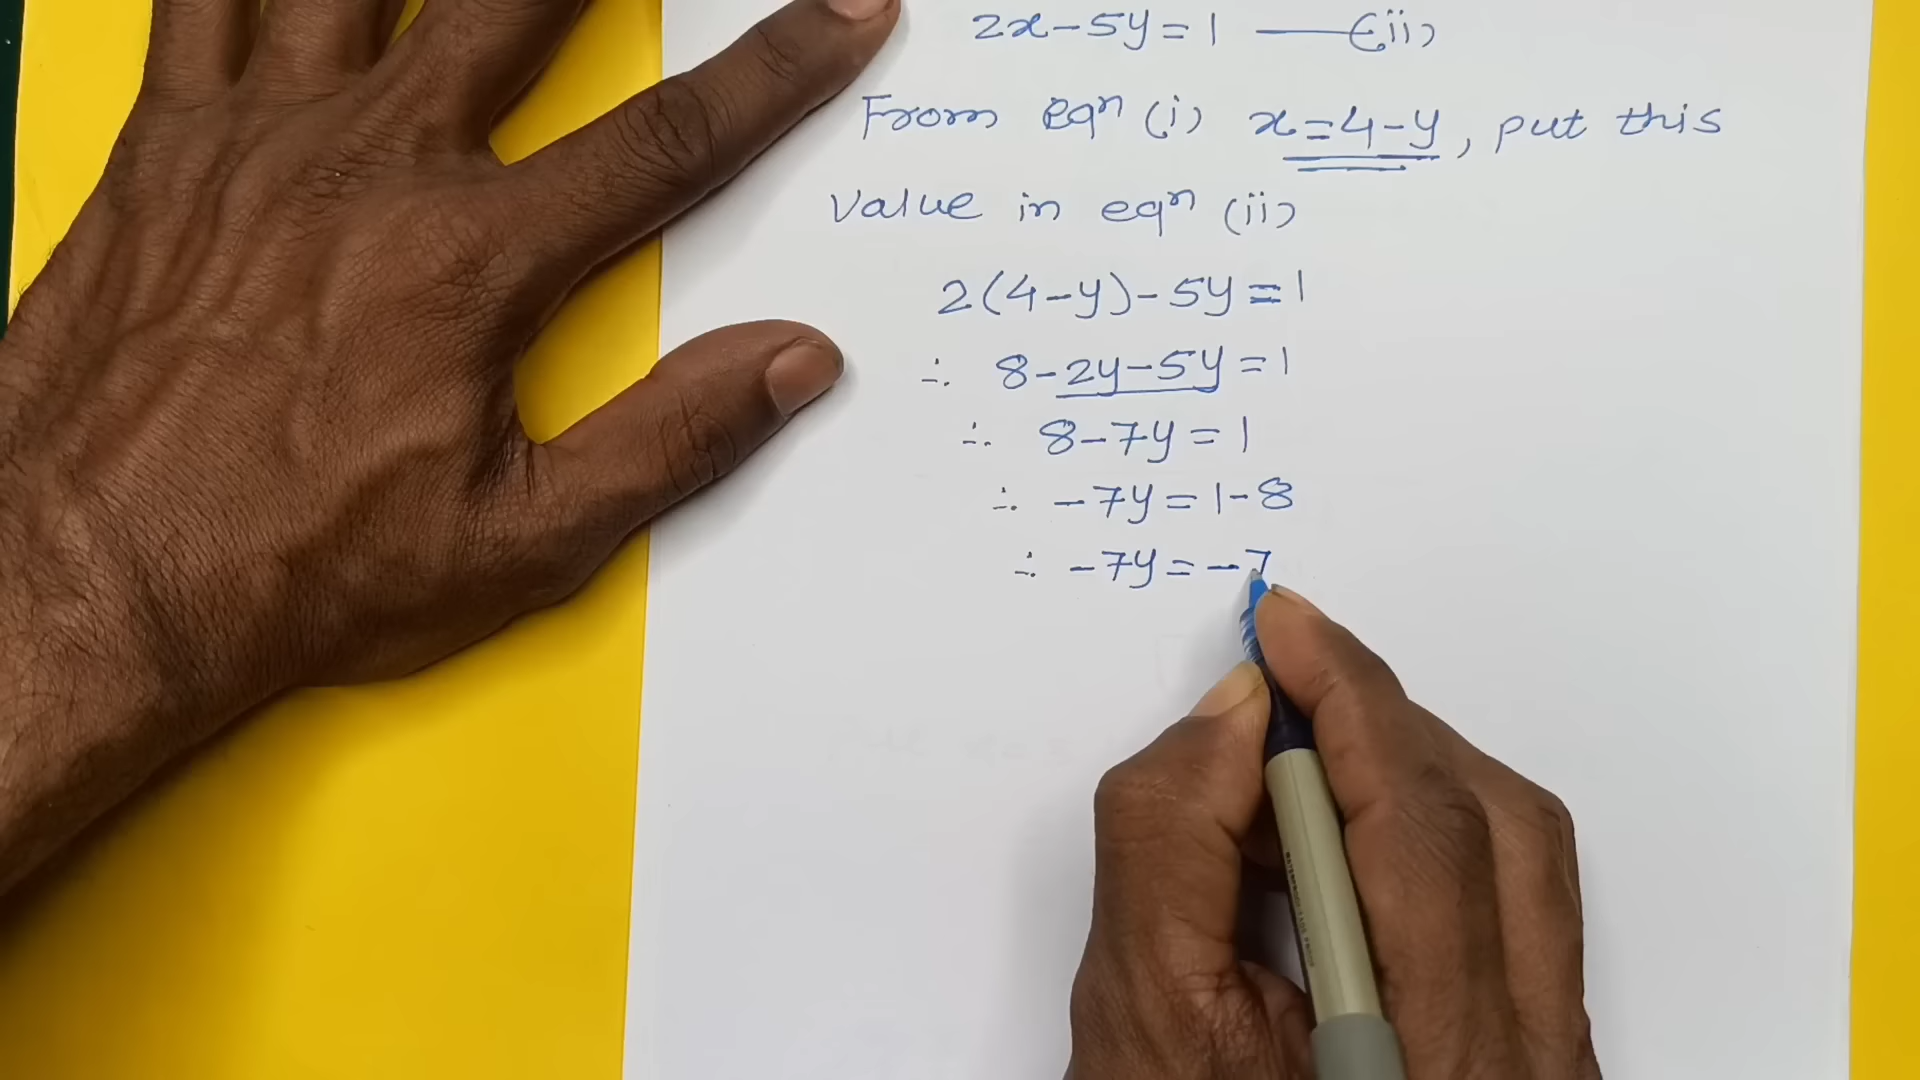 2x-5y=1 —(ii)
From eqⁿ (i) x=4-y, put this
value in eqⁿ (ii)
2(4-y)-5y=1
∴ 8-2y-5y=1
∴ 8-7y=1
∴ -7y=1-8
∴ -7y=-7